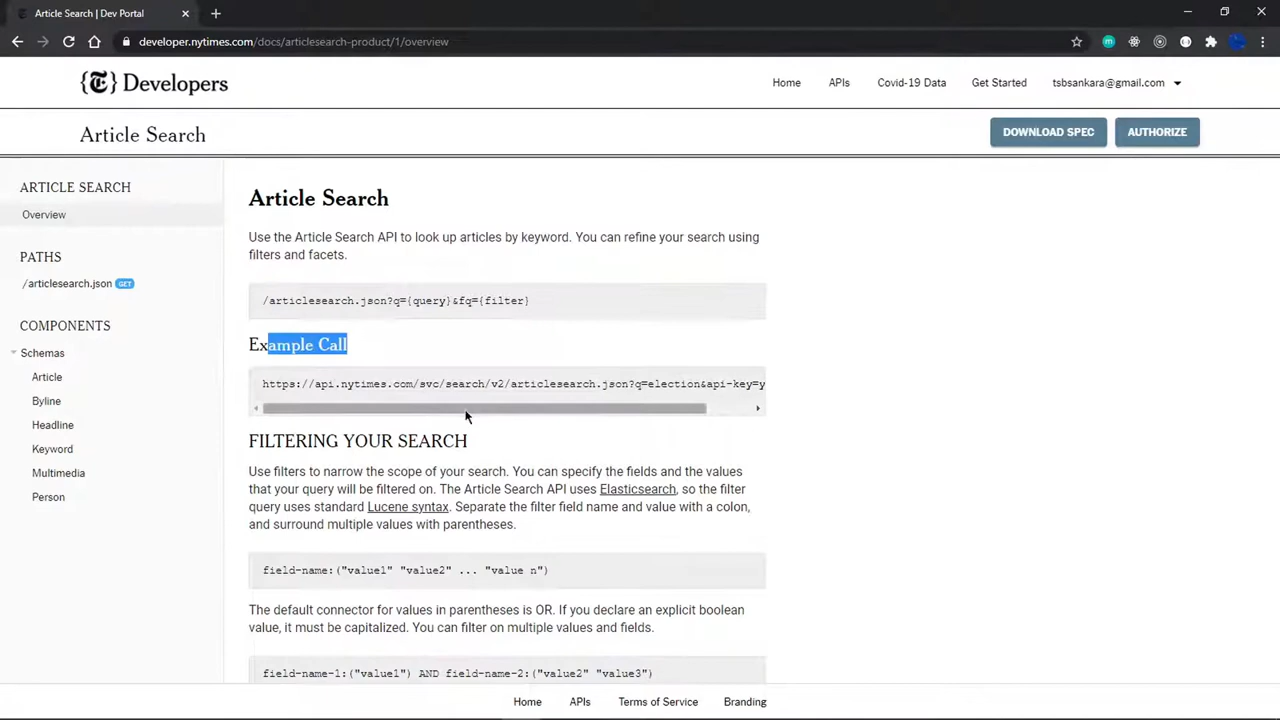 Article Search | Dev Portal
developer.nytimes.com/docs/articlesearch-product/1/overview
{T} Developers
Home
APIs
Covid-19 Data
Get Started
tsbsankara@gmail.com
Article Search
DOWNLOAD SPEC
AUTHORIZE
ARTICLE SEARCH
Overview
PATHS
/articlesearch.json GET
COMPONENTS
Schemas
Article
Byline
Headline
Keyword
Multimedia
Person
Article Search
Use the Article Search API to look up articles by keyword. You can refine your search using
filters and facets.
/articlesearch.json?q={query}&fq={filter}
Example Call
https://api.nytimes.com/svc/search/v2/articlesearch.json?q=election&api-key=y
FILTERING YOUR SEARCH
Use filters to narrow the scope of your search. You can specify the fields and the values
that your query will be filtered on. The Article Search API uses Elasticsearch, so the filter
query uses standard Lucene syntax. Separate the filter field name and value with a colon,
and surround multiple values with parentheses.
field-name:("value1" "value2" ... "value n")
The default connector for values in parentheses is OR. If you declare an explicit boolean
value, it must be capitalized. You can filter on multiple values and fields.
field-name-1:("value1") AND field-name-2:("value2" "value3")
Home
APIs
Terms of Service
Branding